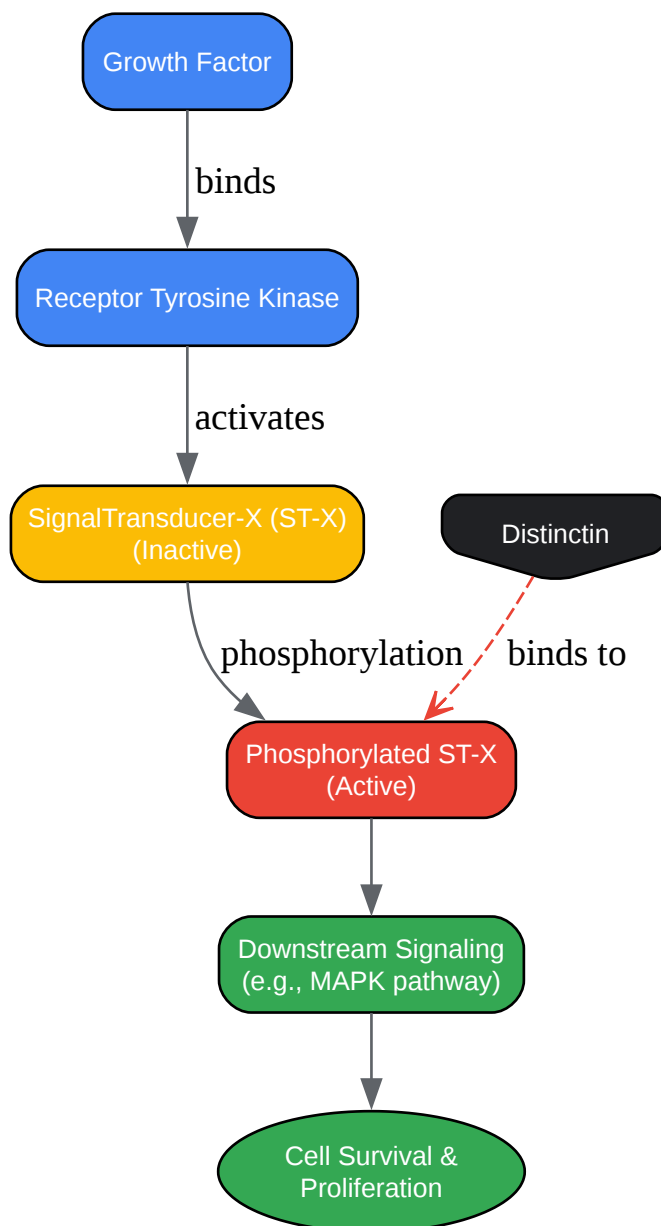 Growth Factor
binds
Receptor Tyrosine Kinase
activates
SignalTransducer-X (ST-X)
(Inactive)
Distinctin
phosphorylation
binds to
Phosphorylated ST-X
(Active)
Downstream Signaling
(e.g., MAPK pathway)
Cell Survival &
Proliferation